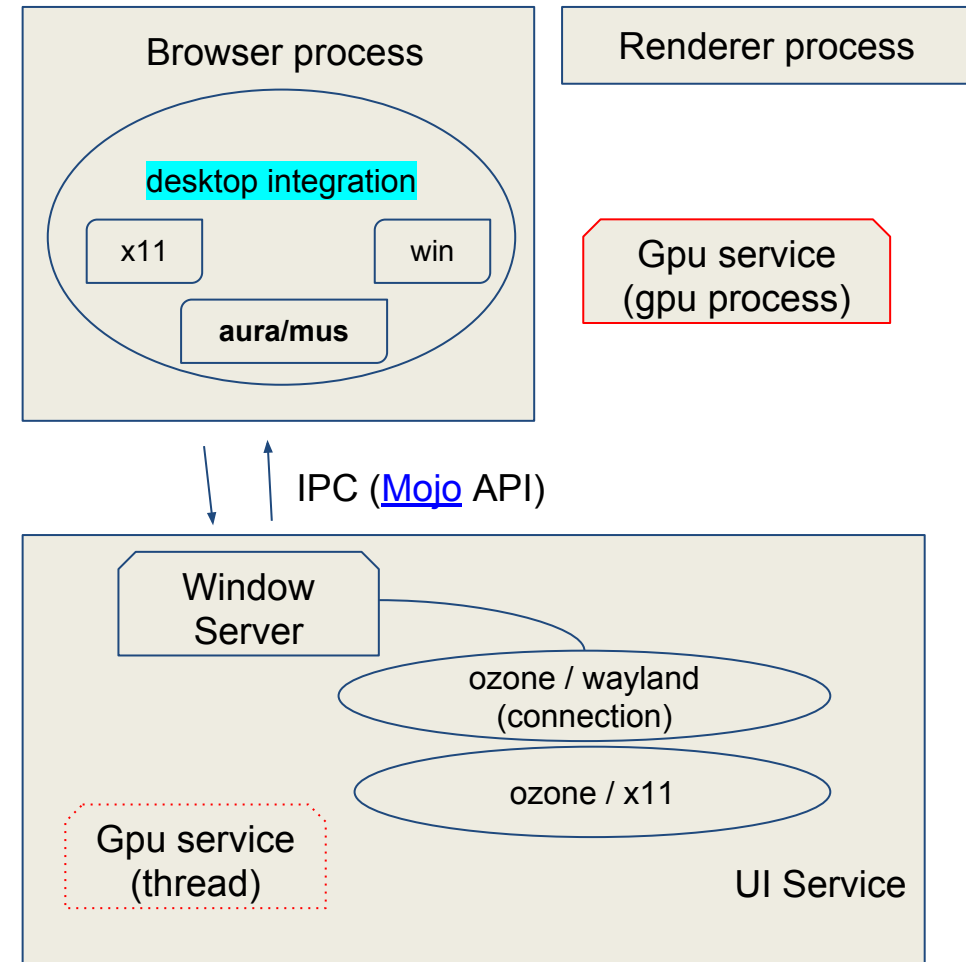 Browser process
Renderer process
desktop integration
x11
win
aura/mus
Gpu service
(gpu process)
IPC (Mojo API)
Window
Server
ozone / wayland
(connection)
ozone / x11
Gpu service
(thread)
UI Service